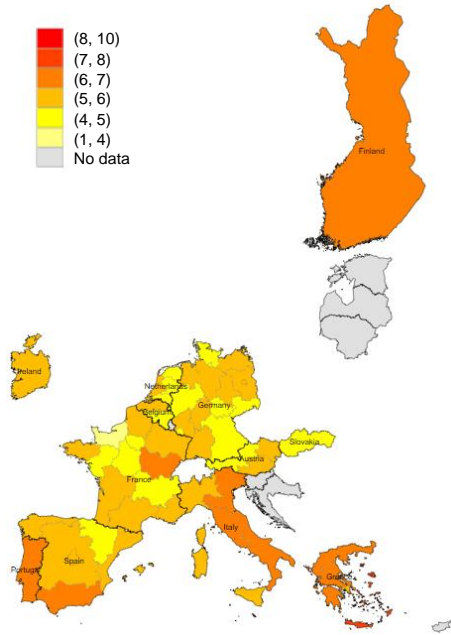 (8, 10)
(7, 8)
(6, 7)
(5, 6)
(4, 5)
(1, 4)
No data
Finland
Ireland
Netherlands
Belgium
Germany
Slovakia
Austria
France
Italy
Spain
Portugal
Greece